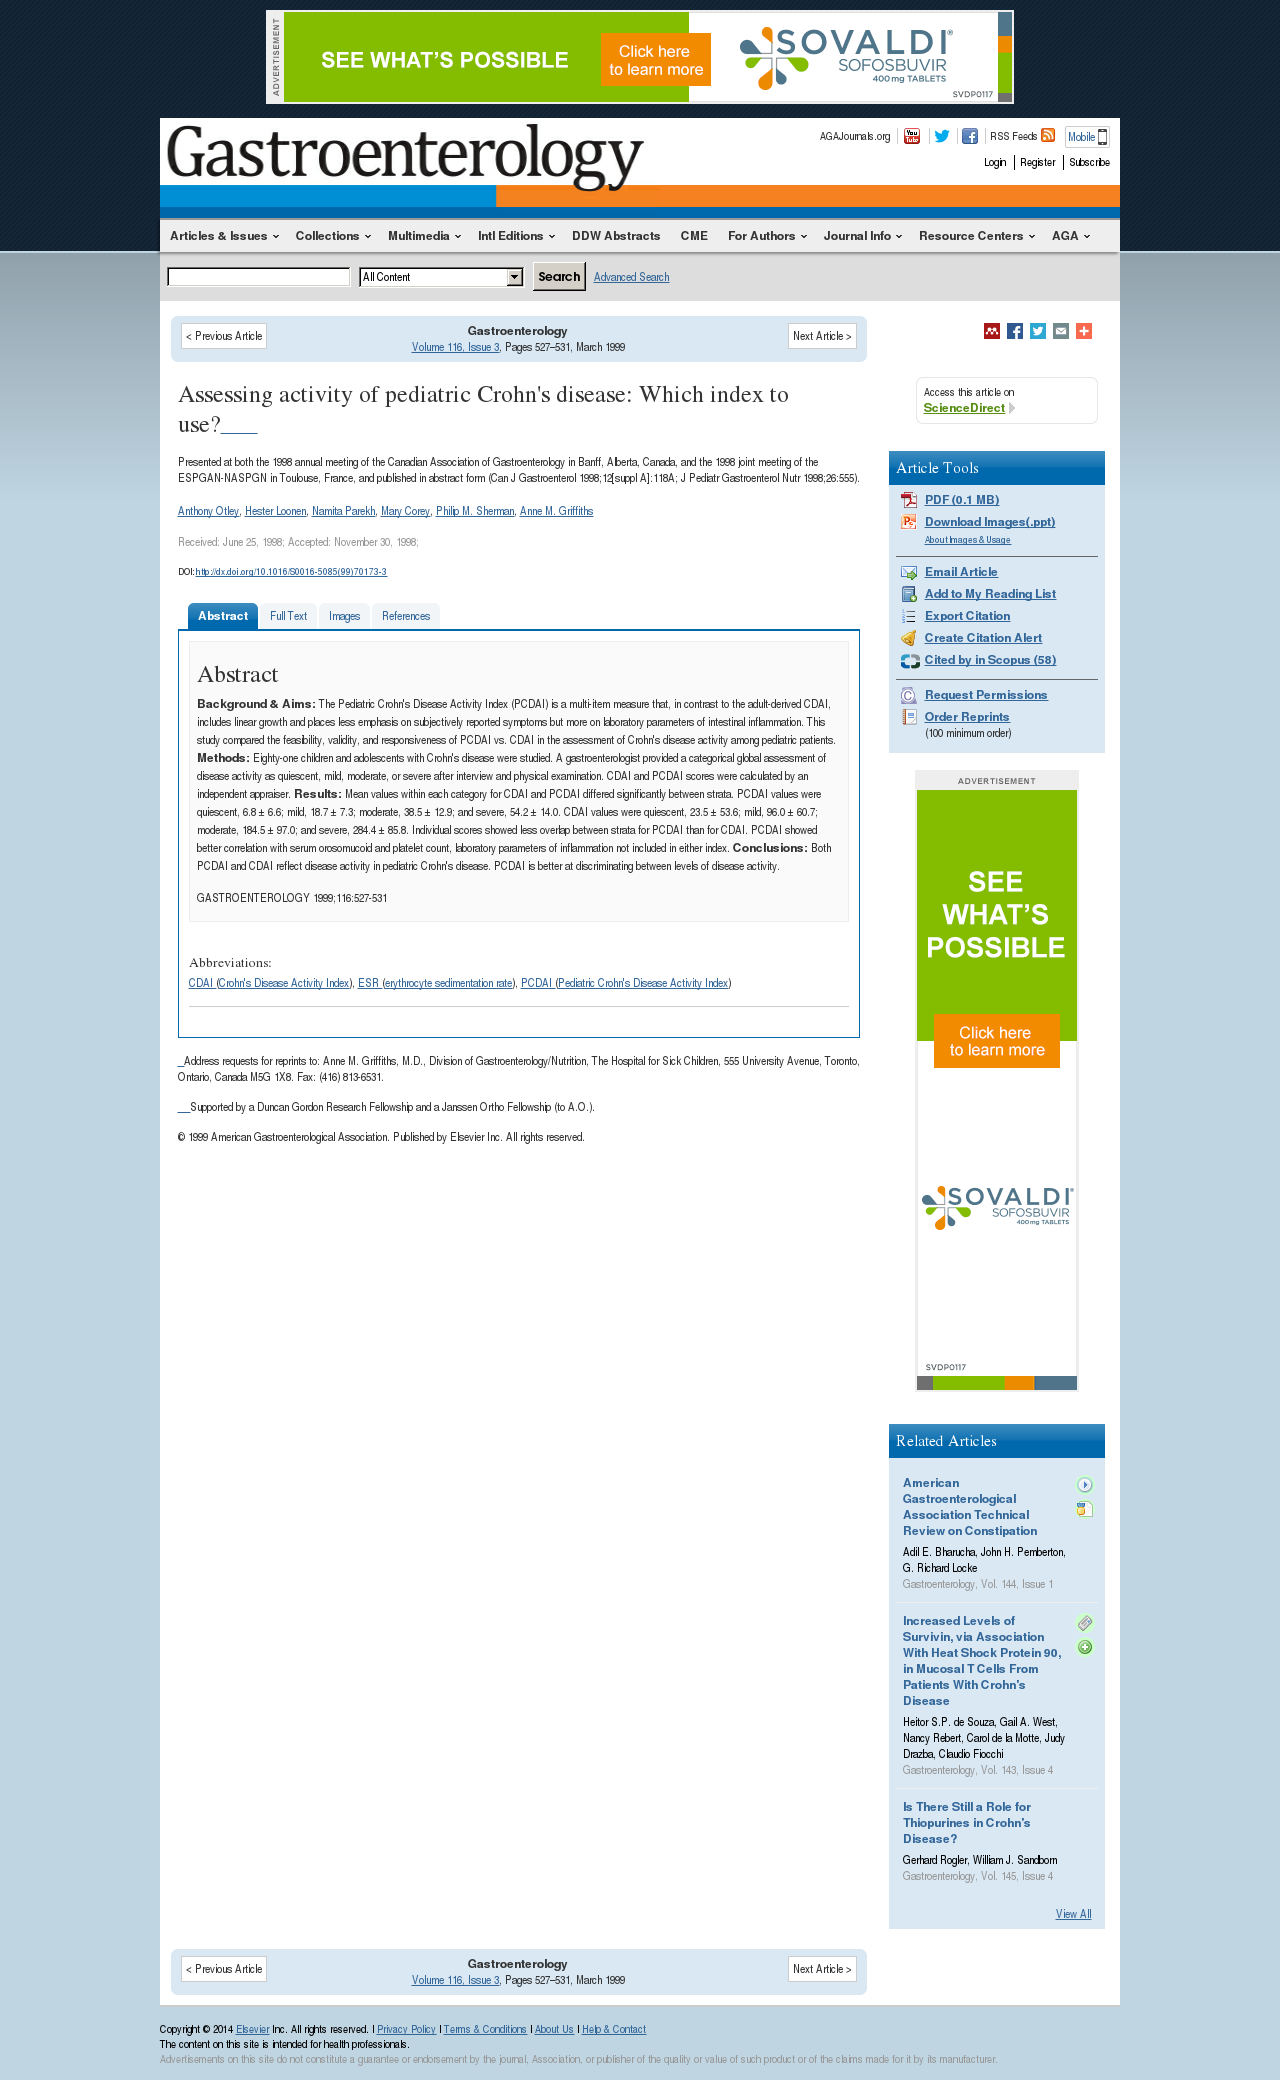 ADVERTISEMENT
SEE WHAT'S POSSIBLE
Click here
to learn more
SOVALDI®
SOFOSBUVIR
400 mg TABLETS
SVDP0117
Gastroenterology
AGAJournals.org
You Tube
RSS Feeds
Mobile
Login | Register | Subscribe
Articles & Issues Collections Multimedia Intl Editions DDW Abstracts CME For Authors Journal Info Resource Centers AGA
All Content
Search
Advanced Search
< Previous Article
Gastroenterology
Volume 116, Issue 3, Pages 527–531, March 1999
Next Article >
Assessing activity of pediatric Crohn's disease: Which index to
use?___
Presented at both the 1998 annual meeting of the Canadian Association of Gastroenterology in Banff, Alberta, Canada, and the 1998 joint meeting of the
ESPGAN-NASPGN in Toulouse, France, and published in abstract form (Can J Gastroenterol 1998;12[suppl A]:118A; J Pediatr Gastroenterol Nutr 1998;26:555).
Anthony Otley, Hester Loonen, Namita Parekh, Mary Corey, Philip M. Sherman, Anne M. Griffiths
Received: June 25, 1998; Accepted: November 30, 1998;
DOI: http://dx.doi.org/10.1016/S0016-5085(99)70173-3
Abstract Full Text Images References
Abstract
Background & Aims: The Pediatric Crohn's Disease Activity Index (PCDAI) is a multi-item measure that, in contrast to the adult-derived CDAI,
includes linear growth and places less emphasis on subjectively reported symptoms but more on laboratory parameters of intestinal inflammation. This
study compared the feasibility, validity, and responsiveness of PCDAI vs. CDAI in the assessment of Crohn's disease activity among pediatric patients.
Methods: Eighty-one children and adolescents with Crohn's disease were studied. A gastroenterologist provided a categorical global assessment of
disease activity as quiescent, mild, moderate, or severe after interview and physical examination. CDAI and PCDAI scores were calculated by an
independent appraiser. Results: Mean values within each category for CDAI and PCDAI differed significantly between strata. PCDAI values were
quiescent, 6.8 ± 6.6; mild, 18.7 ± 7.3; moderate, 38.5 ± 12.9; and severe, 54.2 ± 14.0. CDAI values were quiescent, 23.5 ± 53.6; mild, 96.0 ± 60.7;
moderate, 184.5 ± 97.0; and severe, 284.4 ± 85.8. Individual scores showed less overlap between strata for PCDAI than for CDAI. PCDAI showed
better correlation with serum orosomucoid and platelet count, laboratory parameters of inflammation not included in either index. Conclusions: Both
PCDAI and CDAI reflect disease activity in pediatric Crohn's disease. PCDAI is better at discriminating between levels of disease activity.
GASTROENTEROLOGY 1999;116:527-531
Abbreviations:
CDAI (Crohn's Disease Activity Index), ESR (erythrocyte sedimentation rate), PCDAI (Pediatric Crohn's Disease Activity Index)
_Address requests for reprints to: Anne M. Griffiths, M.D., Division of Gastroenterology/Nutrition, The Hospital for Sick Children, 555 University Avenue, Toronto,
Ontario, Canada M5G 1X8. Fax: (416) 813-6531.
__Supported by a Duncan Gordon Research Fellowship and a Janssen Ortho Fellowship (to A.O.).
© 1999 American Gastroenterological Association. Published by Elsevier Inc. All rights reserved.
Access this article on
ScienceDirect
Article Tools
PDF (0.1 MB)
Download Images(.ppt)
About Images & Usage
Email Article
Add to My Reading List
Export Citation
Create Citation Alert
Cited by in Scopus (58)
Request Permissions
Order Reprints
(100 minimum order)
ADVERTISEMENT
SEE
WHAT'S
POSSIBLE
Click here
to learn more
SOVALDI®
SOFOSBUVIR
400 mg TABLETS
SVDP0117
Related Articles
American
Gastroenterological
Association Technical
Review on Constipation
Adil E. Bharucha, John H. Pemberton,
G. Richard Locke
Gastroenterology, Vol. 144, Issue 1
Increased Levels of
Survivin, via Association
With Heat Shock Protein 90,
in Mucosal T Cells From
Patients With Crohn's
Disease
Heitor S.P. de Souza, Gail A. West,
Nancy Rebert, Carol de la Motte, Judy
Drazba, Claudio Fiocchi
Gastroenterology, Vol. 143, Issue 4
Is There Still a Role for
Thiopurines in Crohn's
Disease?
Gerhard Rogler, William J. Sandborn
Gastroenterology, Vol. 145, Issue 4
View All
< Previous Article
Gastroenterology
Volume 116, Issue 3, Pages 527–531, March 1999
Next Article >
Copyright © 2014 Elsevier Inc. All rights reserved. | Privacy Policy | Terms & Conditions | About Us | Help & Contact
The content on this site is intended for health professionals.
Advertisements on this site do not constitute a guarantee or endorsement by the journal, Association, or publisher of the quality or value of such product or of the claims made for it by its manufacturer.